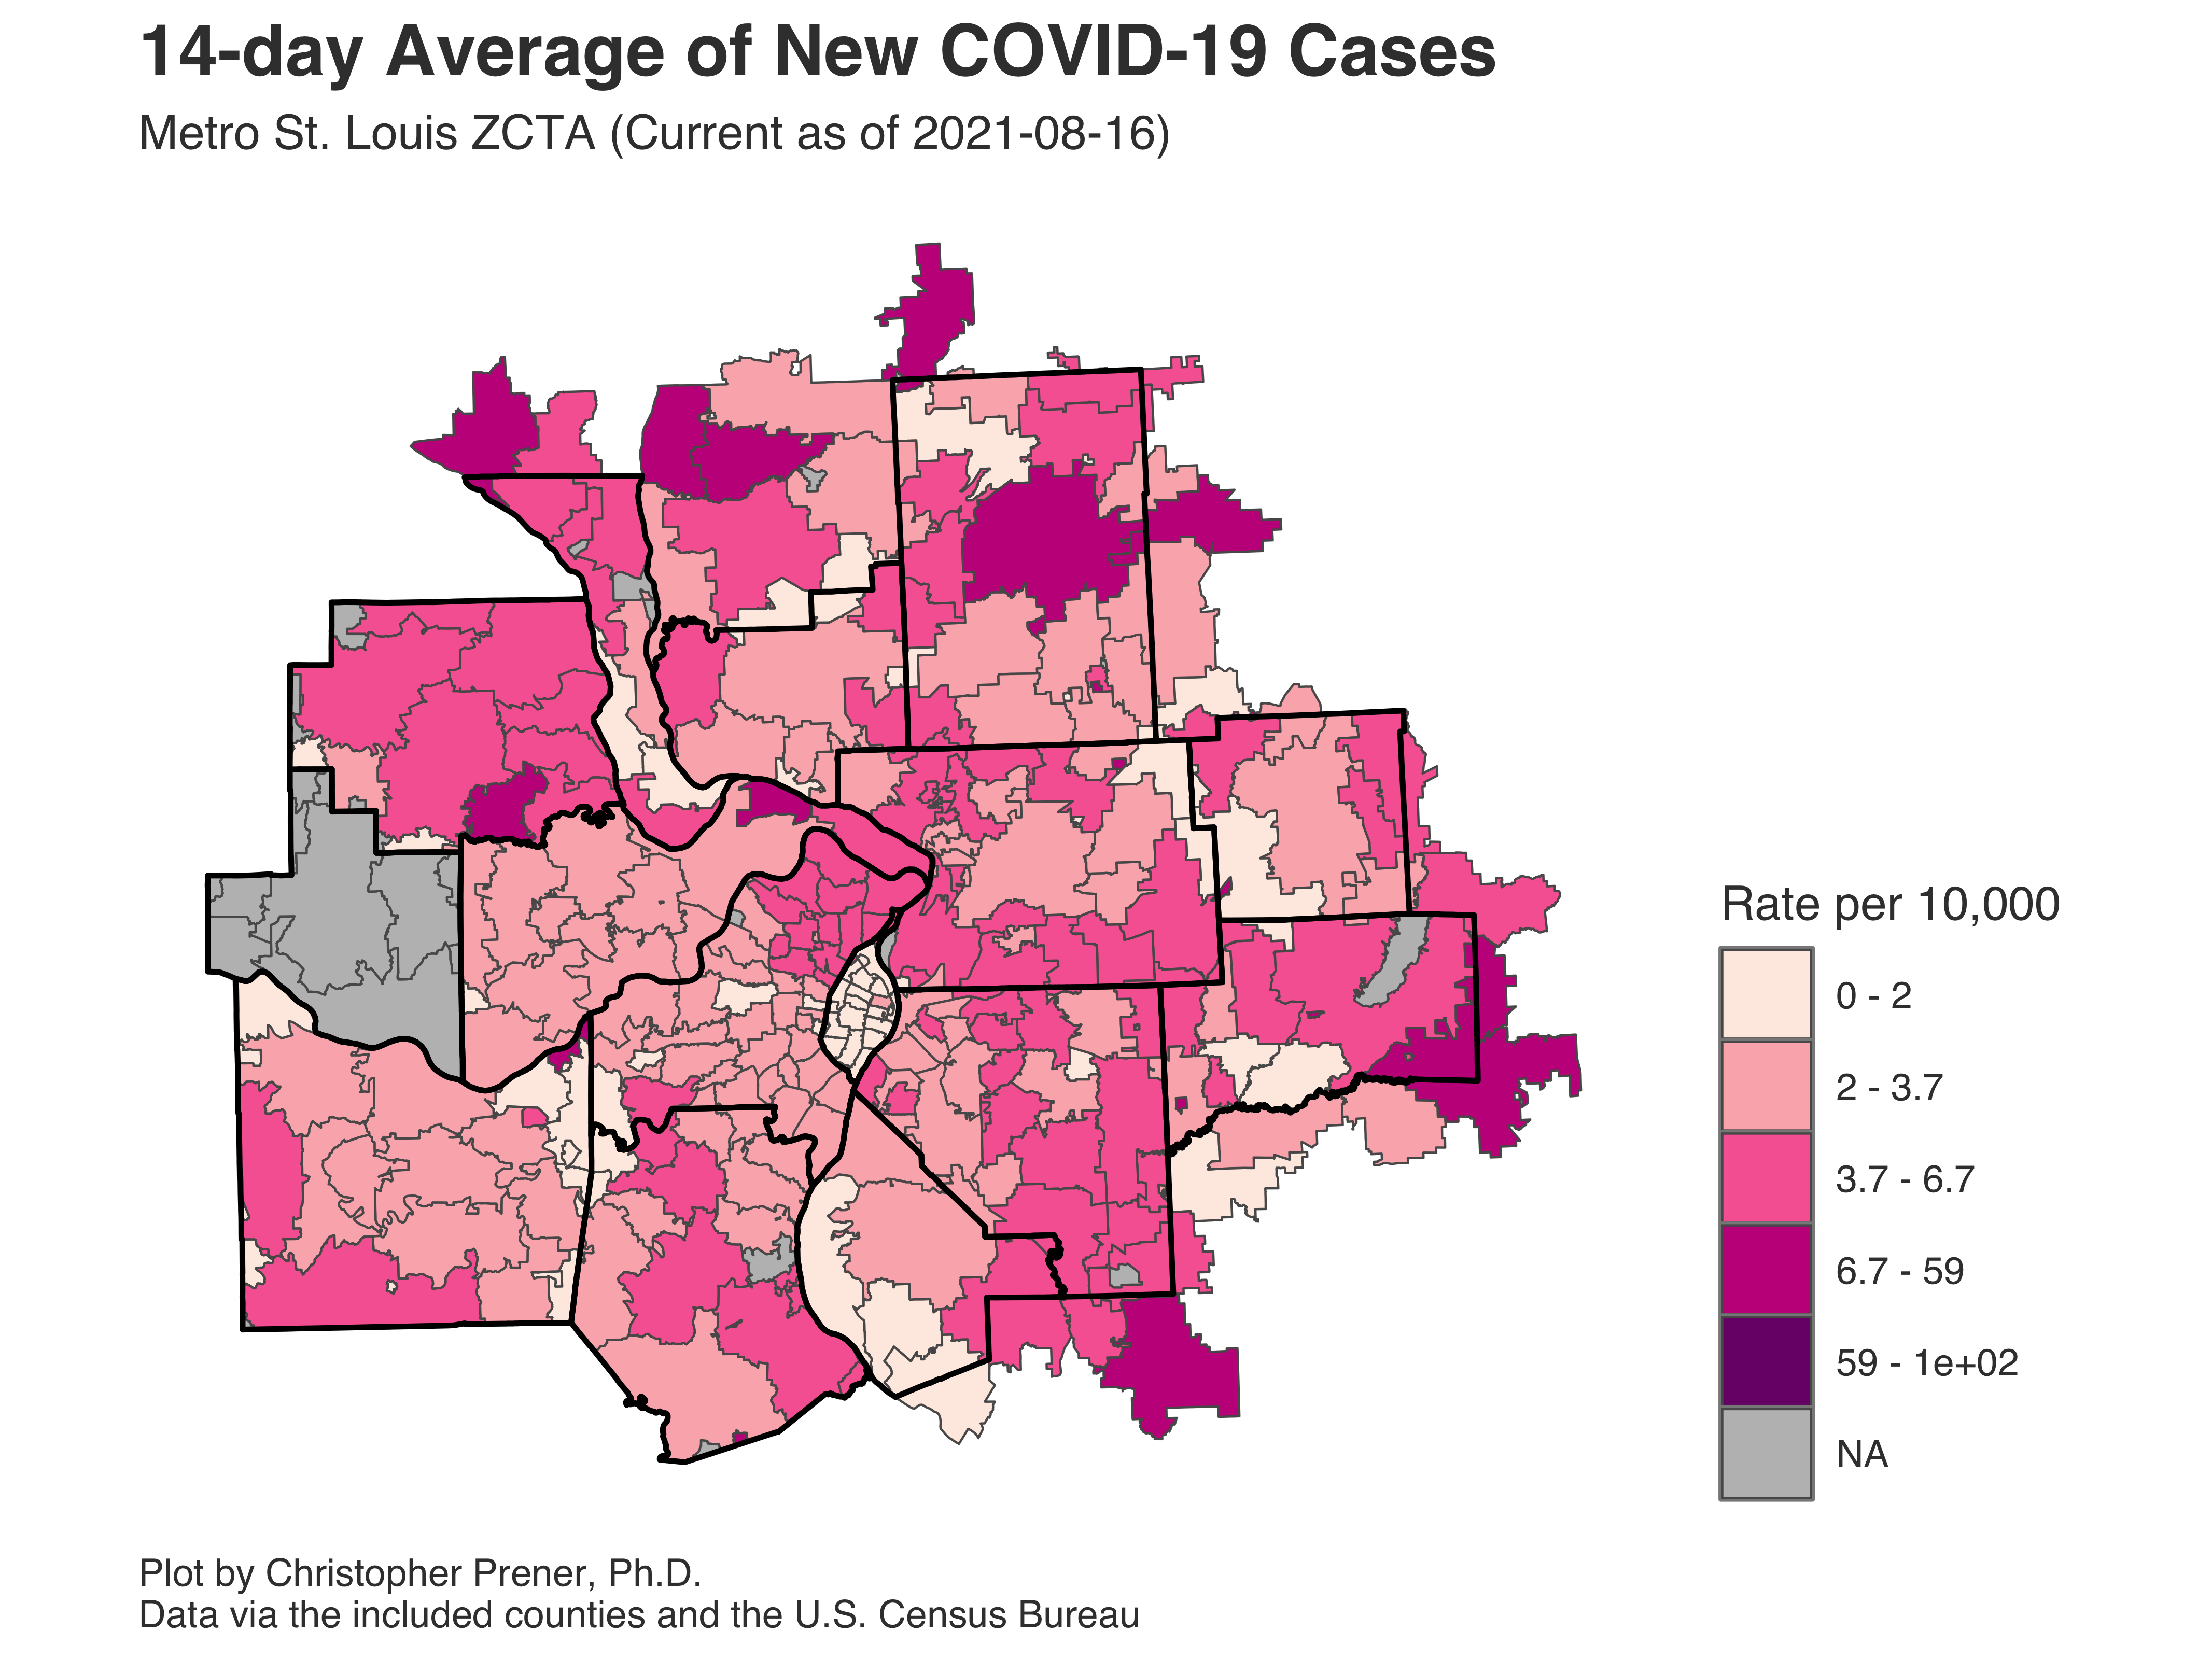 14-day Average of New COVID-19 Cases
Metro St. Louis ZCTA (Current as of 2021-08-16)
Rate per 10,000
0 - 2
2 - 3.7
3.7 - 6.7
6.7 - 59
59 - 1e+02
NA
Plot by Christopher Prener, Ph.D.
Data via the included counties and the U.S. Census Bureau